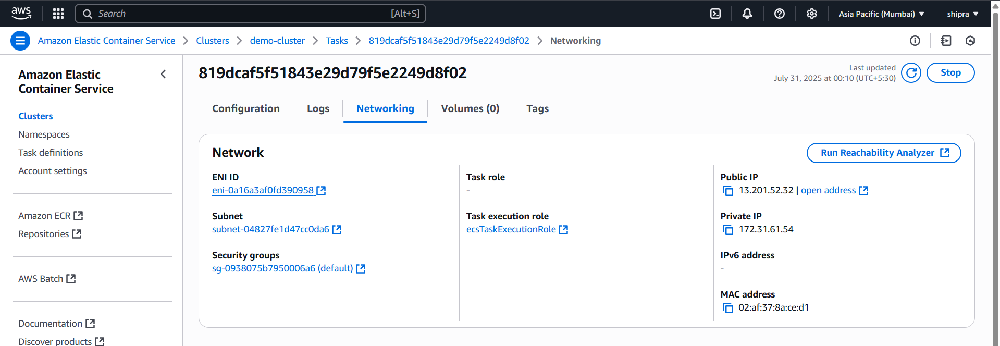 aws
Search [Alt+S]
Asia Pacific (Mumbai)
shipra
Amazon Elastic Container Service > Clusters > demo-cluster > Tasks > 819dcaf5f51843e29d79f5e2249d8f02 > Networking
Amazon Elastic
Container Service
Clusters
Namespaces
Task definitions
Account settings
Amazon ECR
Repositories
AWS Batch
Documentation
Discover products
819dcaf5f51843e29d79f5e2249d8f02
Last updated
July 31, 2025 at 00:10 (UTC+5:30)
Stop
Configuration
Logs
Networking
Volumes (0)
Tags
Network
Run Reachability Analyzer
ENI ID
eni-0a16a3af0fd390958
Subnet
subnet-04827fe1d47cc0da6
Security groups
sg-0938075b7950006a6 (default)
Task role
-
Task execution role
ecsTaskExecutionRole
Public IP
13.201.52.32 | open address
Private IP
172.31.61.54
IPv6 address
-
MAC address
02:af:37:8a:ce:d1